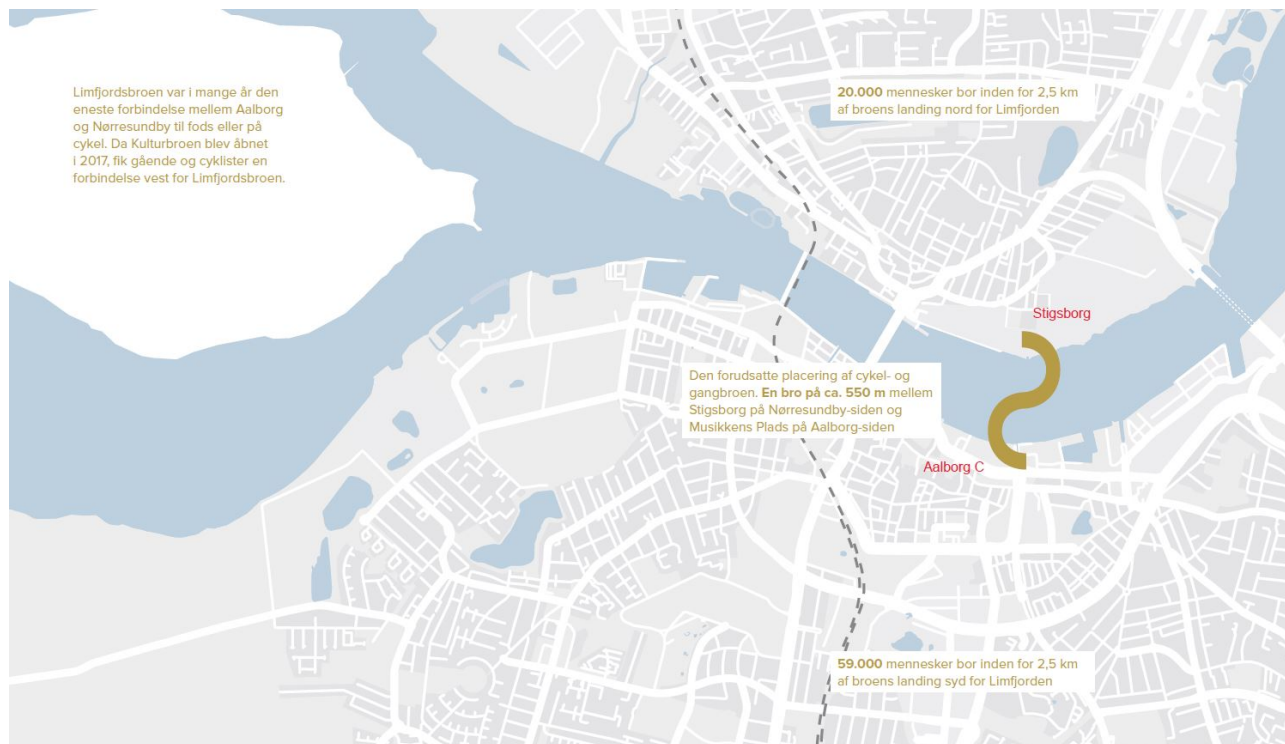 Limfjordsbroen var i mange år den
eneste forbindelse mellem Aalborg
og Nørresundby til fods eller på
cykel. Da Kulturbroen blev åbnet
i 2017, fik gående og cyklister en
forbindelse vest for Limfjordsbroen.
20.000 mennesker bor inden for 2,5 km
af broens landing nord for Limfjorden
Stigsborg
Den forudsatte placering af cykel- og
gangbroen. En bro på ca. 550 m mellem
Stigsborg på Nørresundby-siden og
Musikkens Plads på Aalborg-siden
Aalborg C
59.000 mennesker bor inden for 2,5 km
af broens landing syd for Limfjorden